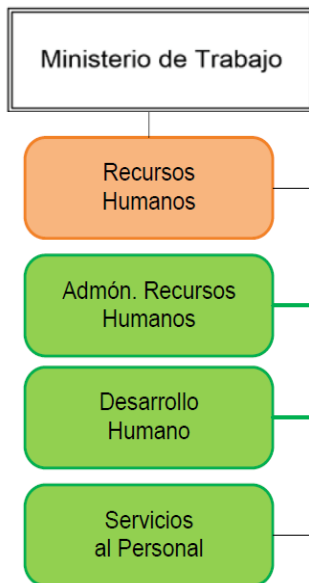 Ministerio de Trabajo
Recursos
Humanos
Admón. Recursos
Humanos
Desarrollo
Humano
Servicios
al Personal